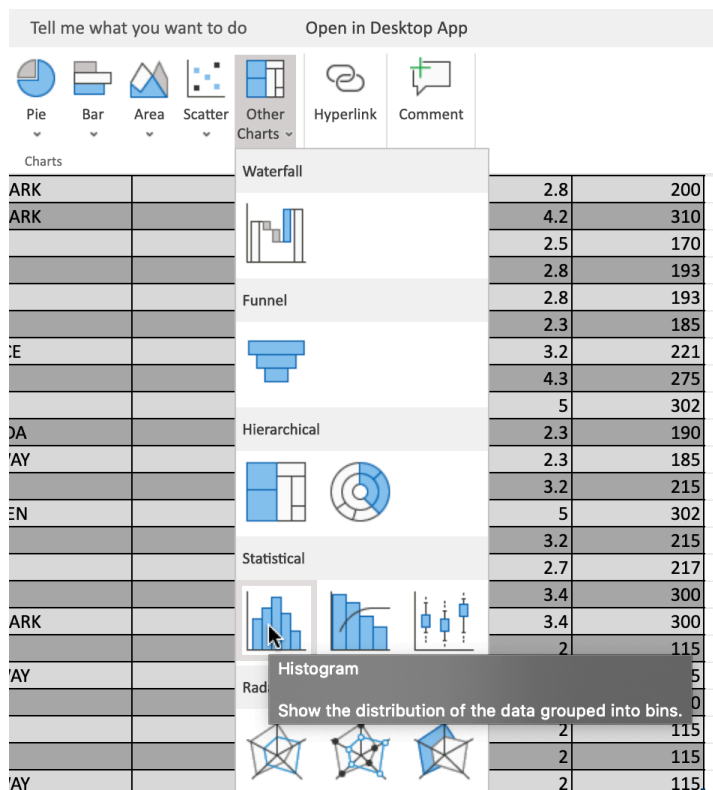 Tell me what you want to do Open in Desktop App
Pie Bar Area Scatter Other Charts Hyperlink Comment
Charts
Waterfall
Funnel
Hierarchical
Statistical
Histogram
Show the distribution of the data grouped into bins.
ARK 2.8 200
ARK 4.2 310
2.5 170
2.8 193
2.8 193
2.3 185
CE 3.2 221
4.3 275
5 302
DA 2.3 190
VAY 2.3 185
3.2 215
EN 5 302
3.2 215
2.7 217
3.4 300
ARK 3.4 300
2 115
VAY 5
0
2 115
2 115
VAY 2 115
Rada